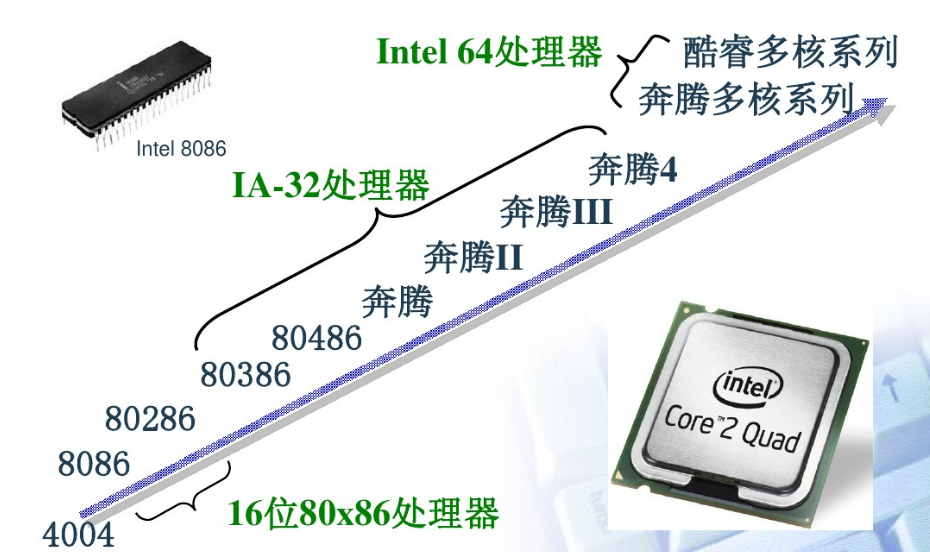 Intel 64处理器
酷睿多核系列
奔腾多核系列
Intel 8086
IA-32处理器
奔腾4
奔腾III
奔腾II
奔腾
80486
80386
80286
8086
4004
16位80x86处理器
intel
Core™2 Quad